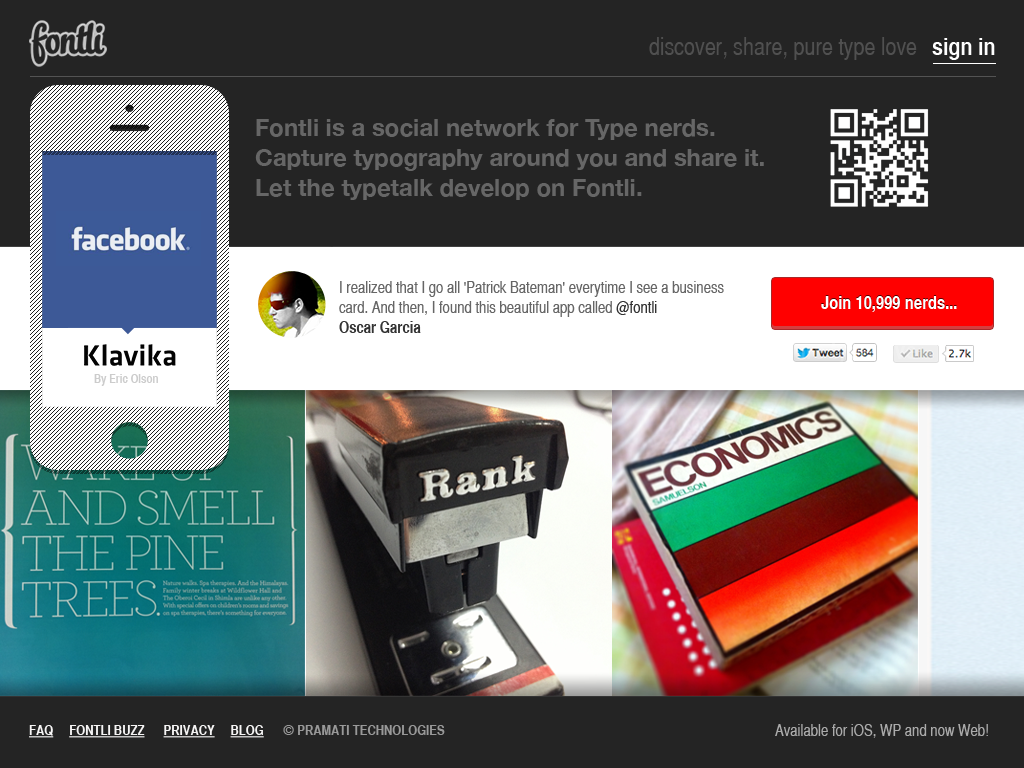 fontli
discover, share, pure type love sign in
Fontli is a social network for Type nerds.
Capture typography around you and share it.
Let the typetalk develop on Fontli.
facebook.
Klavika
By Eric Olson
I realized that I go all 'Patrick Bateman' everytime I see a business
card. And then, I found this beautiful app called @fontli
Oscar Garcia
Join 10,999 nerds...
Tweet 584
Like 2.7k
WAKE UP
AND SMELL
THE PINE
TREES.
Nature walks. Spa therapies. And the Himalayas.
Family winter breaks at Wildflower Hall and
The Oberoi Cecil in Shimla are unlike any other.
With special offers on children's rooms and savings
on spa therapies, there's something for everyone.
Rank
ECONOMICS
SAMUELSON
FAQ FONTLI BUZZ PRIVACY BLOG © PRAMATI TECHNOLOGIES
Available for iOS, WP and now Web!